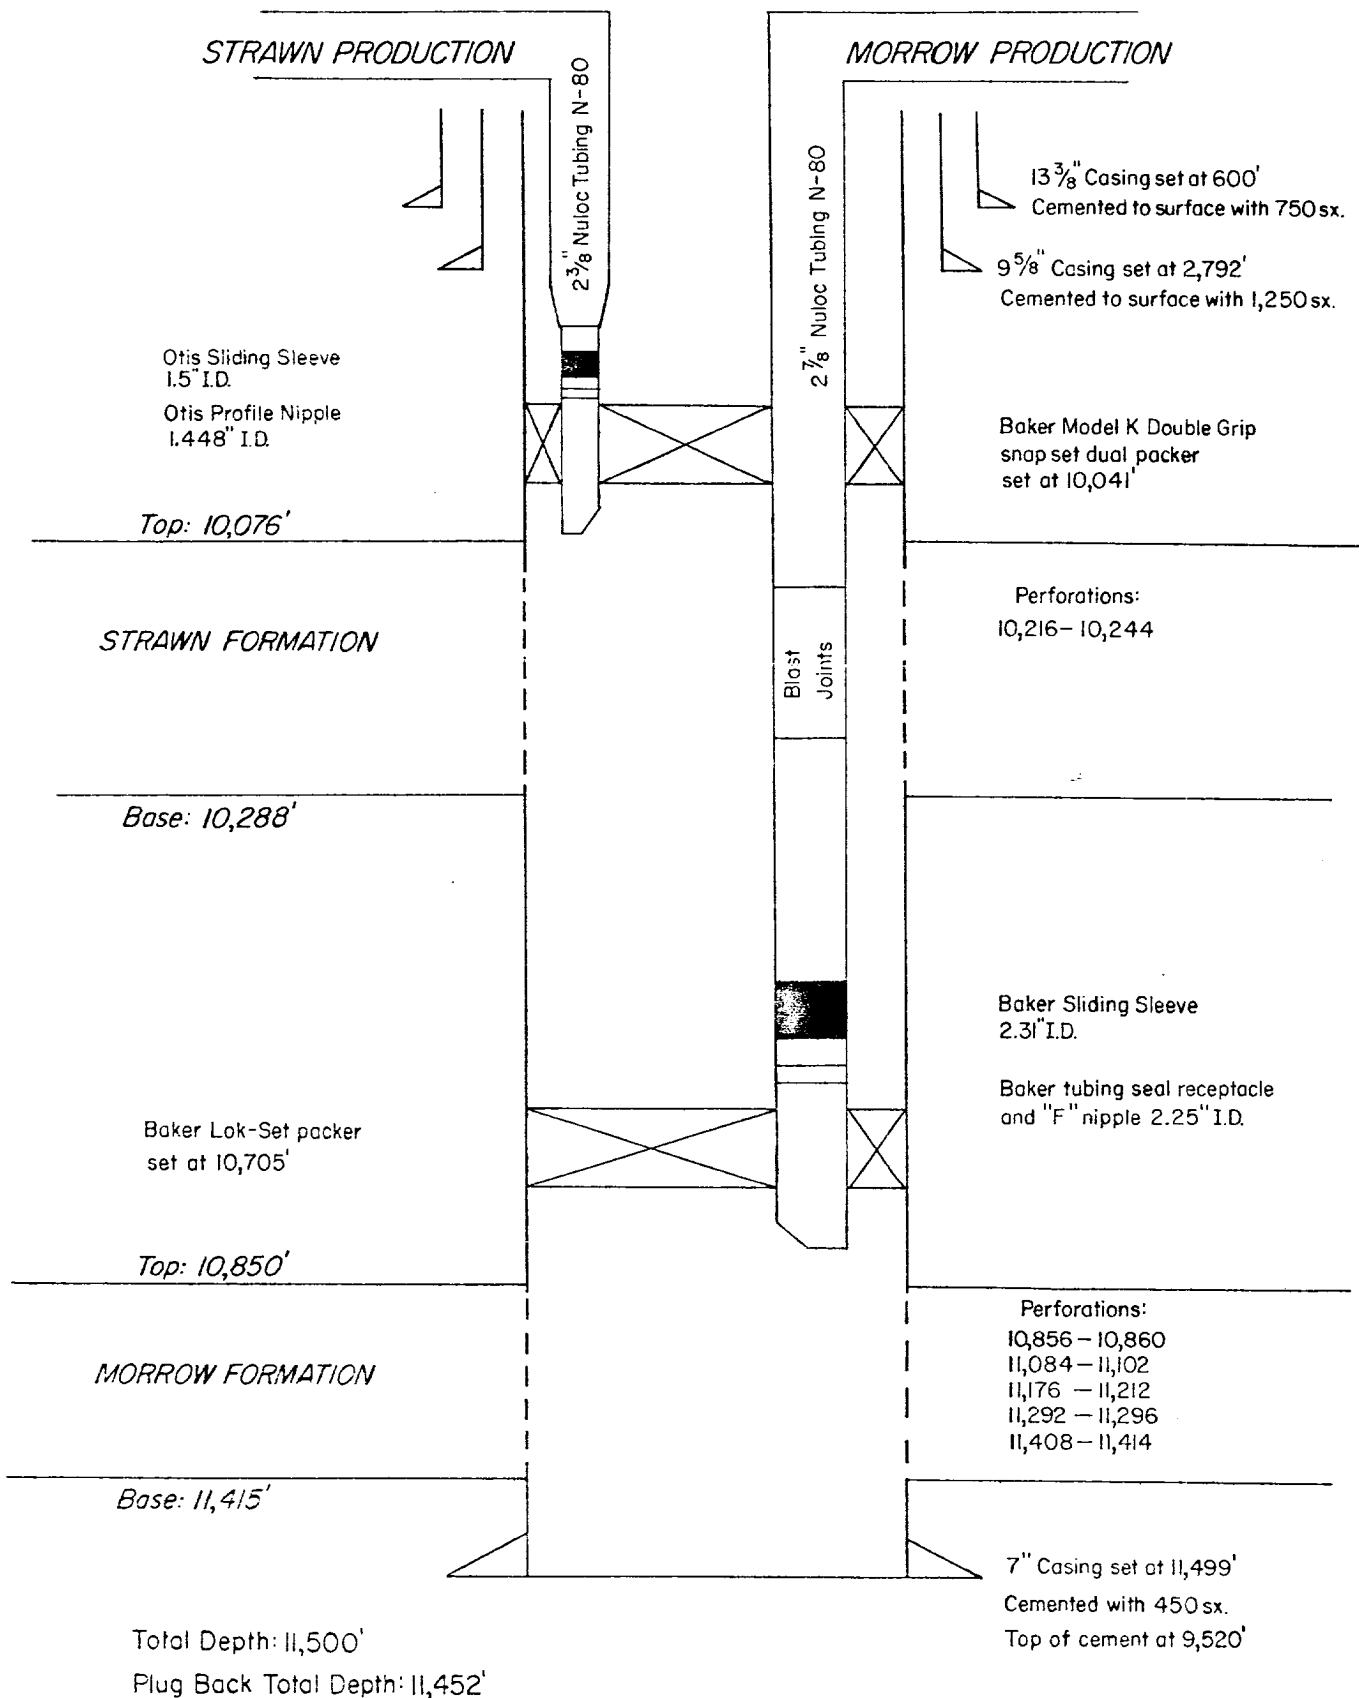 STRAWN PRODUCTION
MORROW PRODUCTION
2 3/8" Nuloc Tubing N-80
2 7/8" Nuloc Tubing N-80
13 3/8" Casing set at 600'
Cemented to surface with 750 sx.
9 5/8" Casing set at 2,792'
Cemented to surface with 1,250 sx.
Otis Sliding Sleeve
1.5" I.D.
Otis Profile Nipple
1.448" I.D.
Baker Model K Double Grip
snap set dual packer
set at 10,041'
Top: 10,076'
STRAWN FORMATION
Perforations:
10,216-10,244
Blast
Joints
Base: 10,288'
Baker Sliding Sleeve
2.31" I.D.
Baker tubing seal receptacle
and "F" nipple 2.25" I.D.
Baker Lok-Set packer
set at 10,705'
Top: 10,850'
MORROW FORMATION
Perforations:
10,856-10,860
11,084-11,102
11,176-11,212
11,292-11,296
11,408-11,414
Base: 11,415'
7" Casing set at 11,499'
Cemented with 450 sx.
Top of cement at 9,520'
Total Depth: 11,500'
Plug Back Total Depth: 11,452'